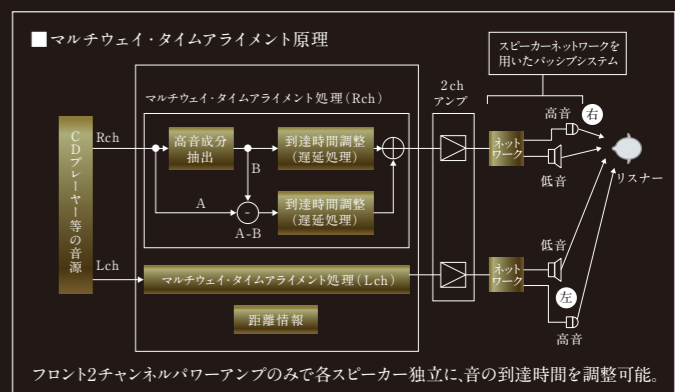 ■マルチウェイ・タイムアライメント原理
スピーカーネットワークを
用いたパッシブシステム
マルチウェイ・タイムアライメント処理(Rch)
2ch
アンプ
CDプレーヤー等の音源
Rch
高音成分
抽出
到達時間調整
(遅延処理)
B
A
-
A-B
到達時間調整
(遅延処理)
ネット
ワーク
高音
右
低音
リスナー
Lch
マルチウェイ・タイムアライメント処理(Lch)
距離情報
ネット
ワーク
低音
左
高音
フロント2チャンネルパワーアンプのみで各スピーカー独立に、音の到達時間を調整可能。